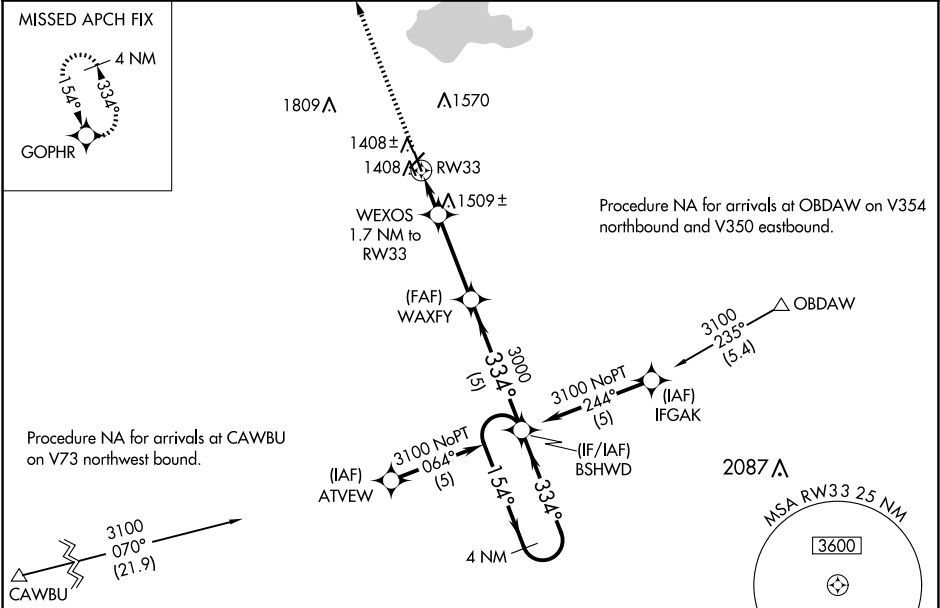 MISSED APCH FIX
4 NM
154°
334°
GOPHR
1809
1570
1408±
1408
RW33
1509±
WEXOS
1.7 NM to
RW33
Procedure NA for arrivals at OBDAW on V354
northbound and V350 eastbound.
(FAF)
WAXFY
OBDAW
3100
235°
(5.4)
3000
334°
(5)
3100 NoPT
244°
(5)
(IAF)
IFGAK
Procedure NA for arrivals at CAWBU
on V73 northwest bound.
3100 NoPT
064°
(5)
(IAF)
ATVEW
(IF/IAF)
BSHWD
154°
334°
4 NM
2087
MSA RW33 25 NM
3600
3100
070°
(21.9)
CAWBU